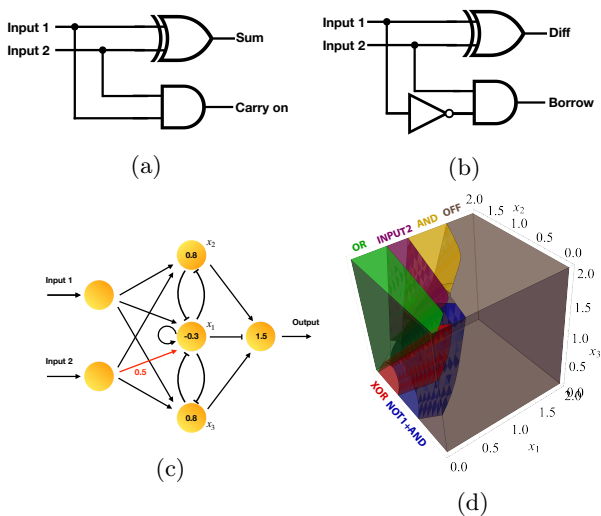 Input 1
Sum
Input 2
Carry on
(a)
Input 1
Diff
Input 2
Borrow
(b)
x₂
0.8
Input 1
x₁
-0.3
1.5
Output
Input 2
0.5
0.8
x₃
(c)
OR INPUT2 AND OFF
2.0 1.5 1.0 0.5 0.0
x₂
2.0
1.5
1.0
x₃
0.5
0.0
XOR NOT1+AND
0.0 0.5 1.0 1.5 2.0
x₁
(d)